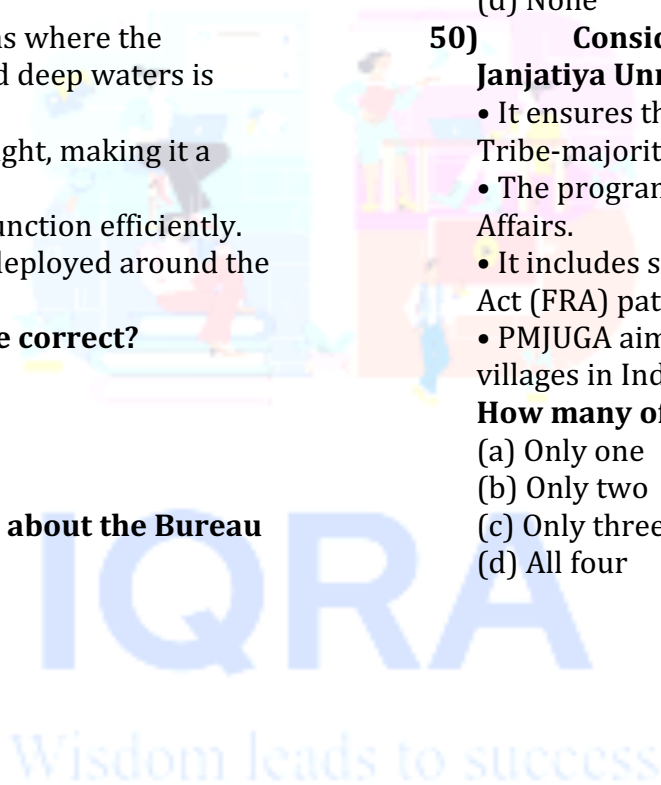 s where the
d deep waters is
ght, making it a
unction efficiently.
deployed around the
e correct?
about the Bureau
(d) None
50) Consid
Janjatiya Unn
• It ensures th
Tribe-majorit
• The program
Affairs.
• It includes s
Act (FRA) pat
• PMJUGA aim
villages in Ind
How many of
(a) Only one
(b) Only two
(c) Only three
(d) All four
IQRA
Wisdom leads to success